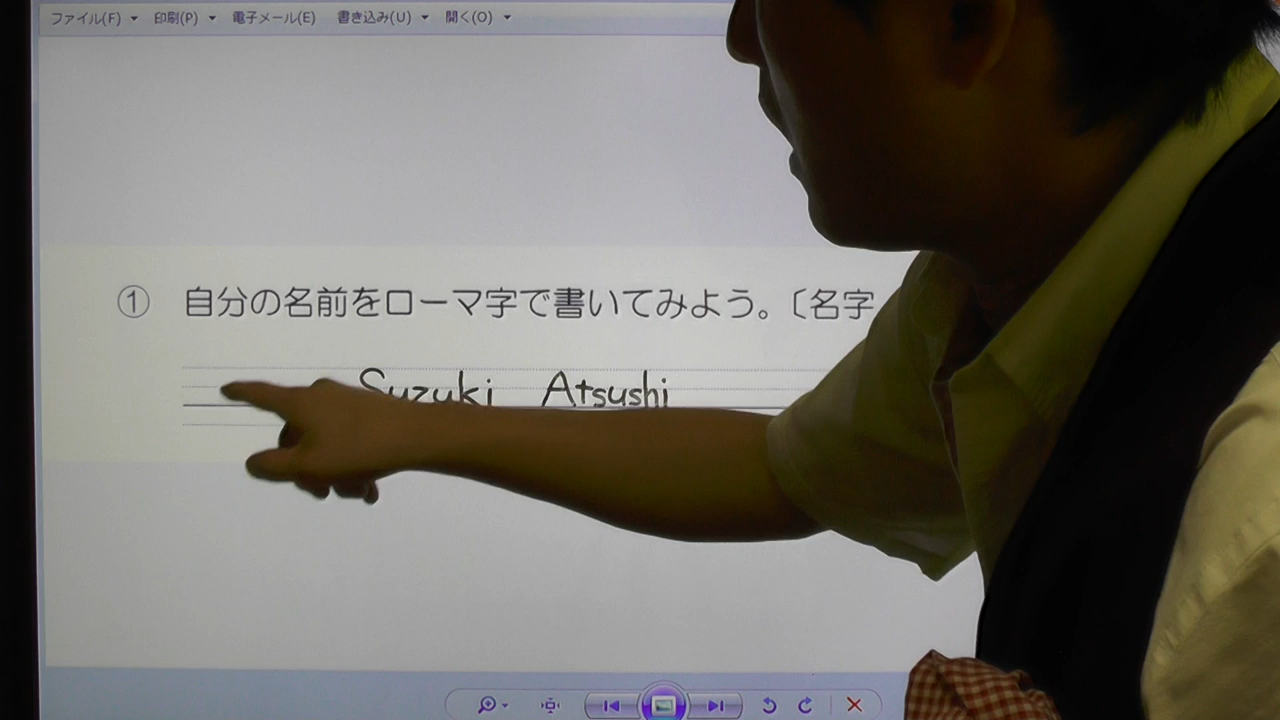 ファイル(F) 印刷(P) 電子メール(E) 書き込み(U) 開く(O)
① 自分の名前をローマ字で書いてみよう。〔名字
Suzuki Atsushi